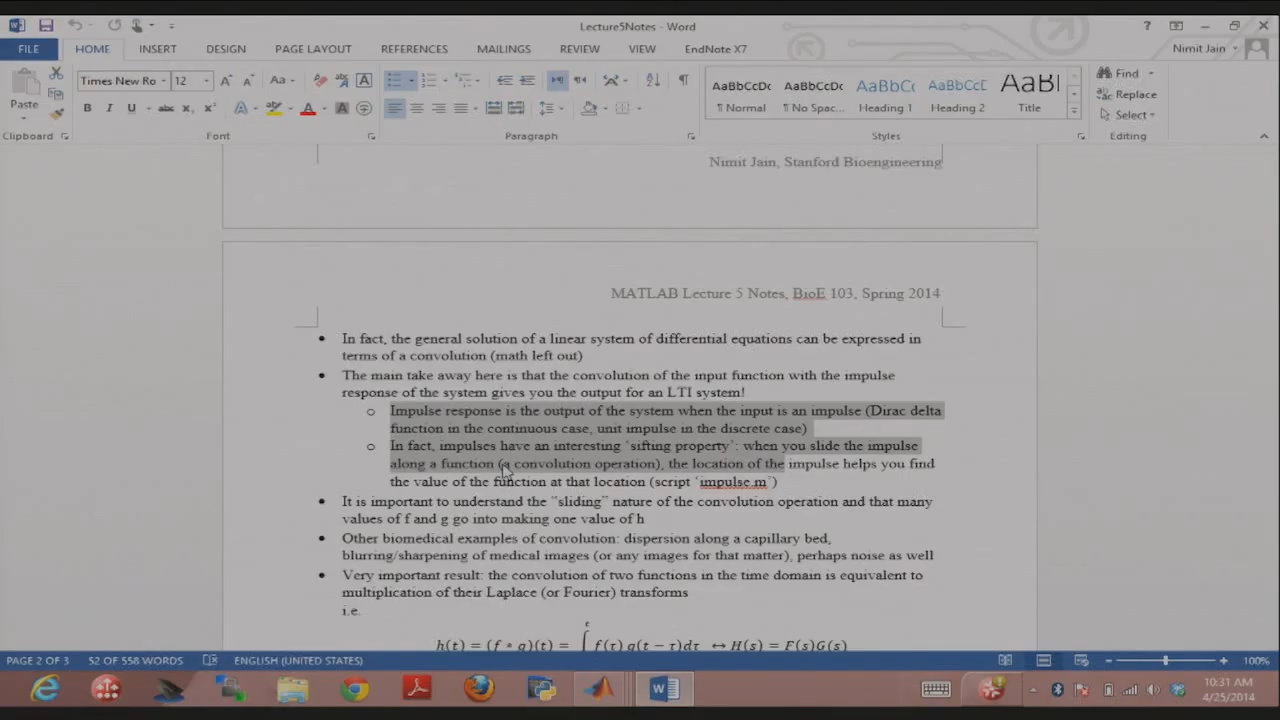 Lecture5Notes - Word
FILE HOME INSERT DESIGN PAGE LAYOUT REFERENCES MAILINGS REVIEW VIEW EndNote X7 Nimit Jain
Times New Ro 12 AaBbCcDc AaBbCcDc AaBbC AaBbCcD AaB Find
Paste Replace
¶ Normal ¶ No Spac... Heading 1 Heading 2 Title Select
Clipboard Font Paragraph Styles Editing
Nimit Jain, Stanford Bioengineering
MATLAB Lecture 5 Notes, BioE 103, Spring 2014
• In fact, the general solution of a linear system of differential equations can be expressed in
terms of a convolution (math left out)
• The main take away here is that the convolution of the input function with the impulse
response of the system gives you the output for an LTI system!
o Impulse response is the output of the system when the input is an impulse (Dirac delta
function in the continuous case, unit impulse in the discrete case)
o In fact, impulses have an interesting 'sifting property': when you slide the impulse
along a function (a convolution operation), the location of the impulse helps you find
the value of the function at that location (script 'impulse.m')
• It is important to understand the "sliding" nature of the convolution operation and that many
values of f and g go into making one value of h
• Other biomedical examples of convolution: dispersion along a capillary bed,
blurring/sharpening of medical images (or any images for that matter), perhaps noise as well
• Very important result: the convolution of two functions in the time domain is equivalent to
multiplication of their Laplace (or Fourier) transforms
i.e.
h(t) = (f * g)(t) = ∫ᵗ f(τ) g(t − τ)dτ ↔ H(s) = F(s)G(s)
PAGE 2 OF 3 52 OF 558 WORDS ENGLISH (UNITED STATES) 100%
10:31 AM
4/25/2014